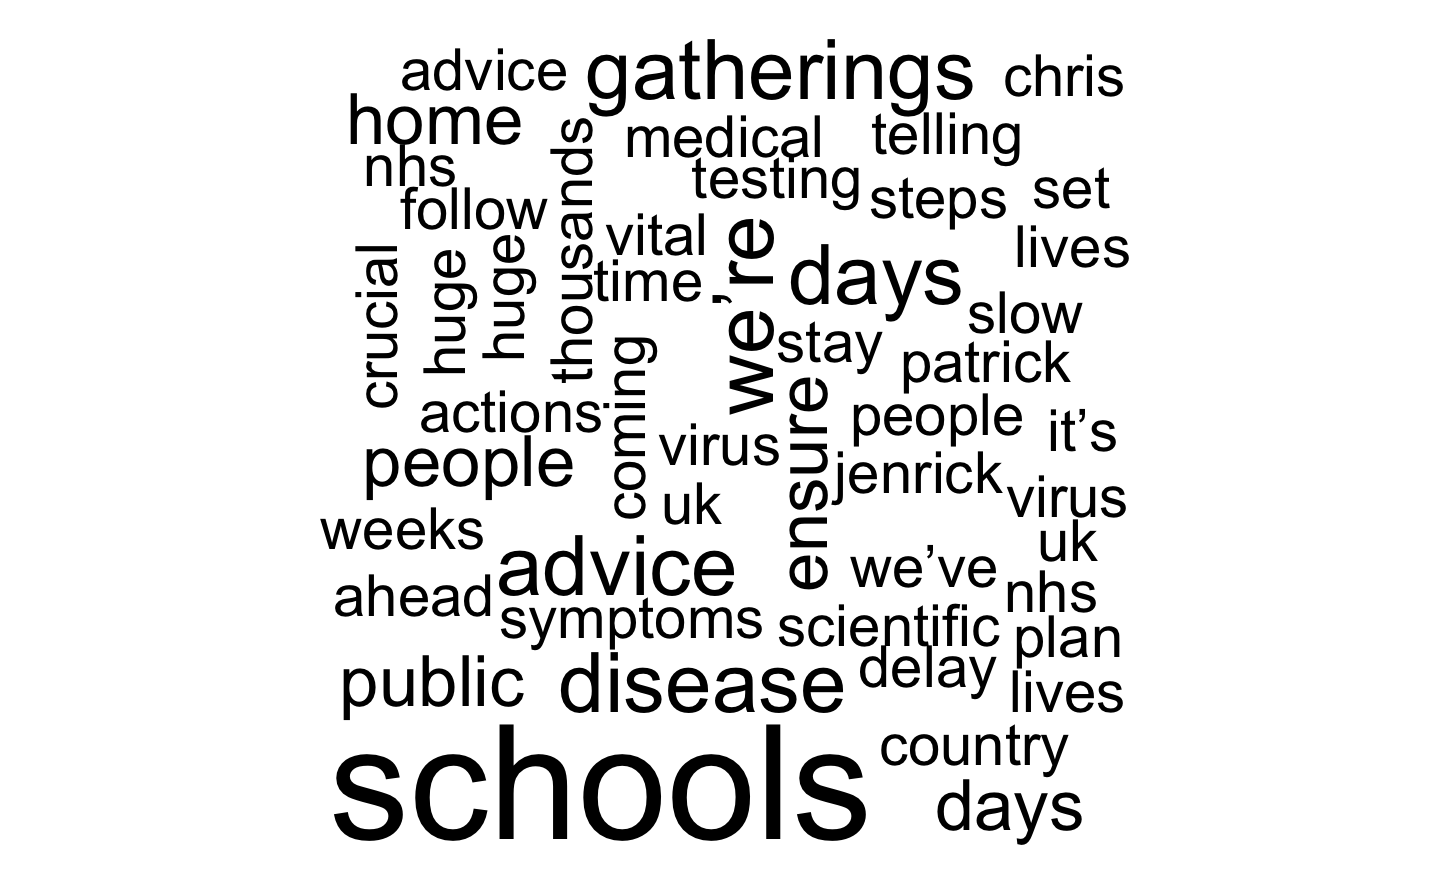 advice gatherings chris
home medical telling
nhs thousands testing steps set
follow vital lives
crucial huge huge time we’re days slow
coming stay patrick
actions ensure people it’s
people virus jenrick virus
weeks uk uk
advice we’ve nhs
ahead symptoms scientific plan
public disease delay lives
schools country
days